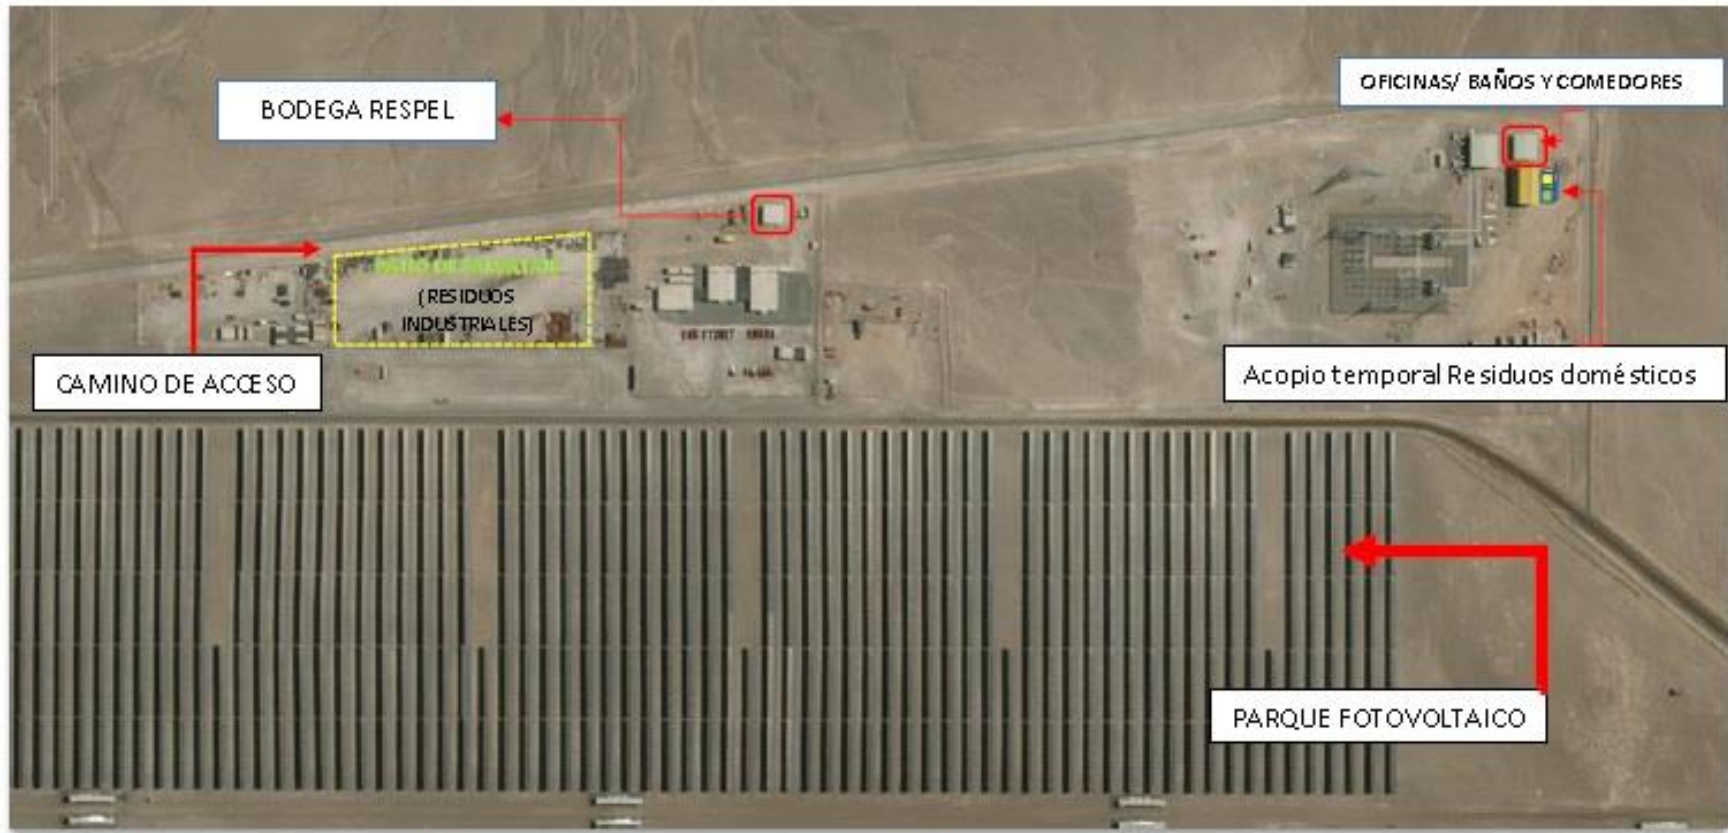 OFICINAS/ BAÑOS Y COMEDORES
BODEGA RESPEL
(RESIDUOS
INDUSTRIALES)
CAMINO DE ACCESO
Acopio temporal Residuos domésticos
PARQUE FOTOVOLTAICO